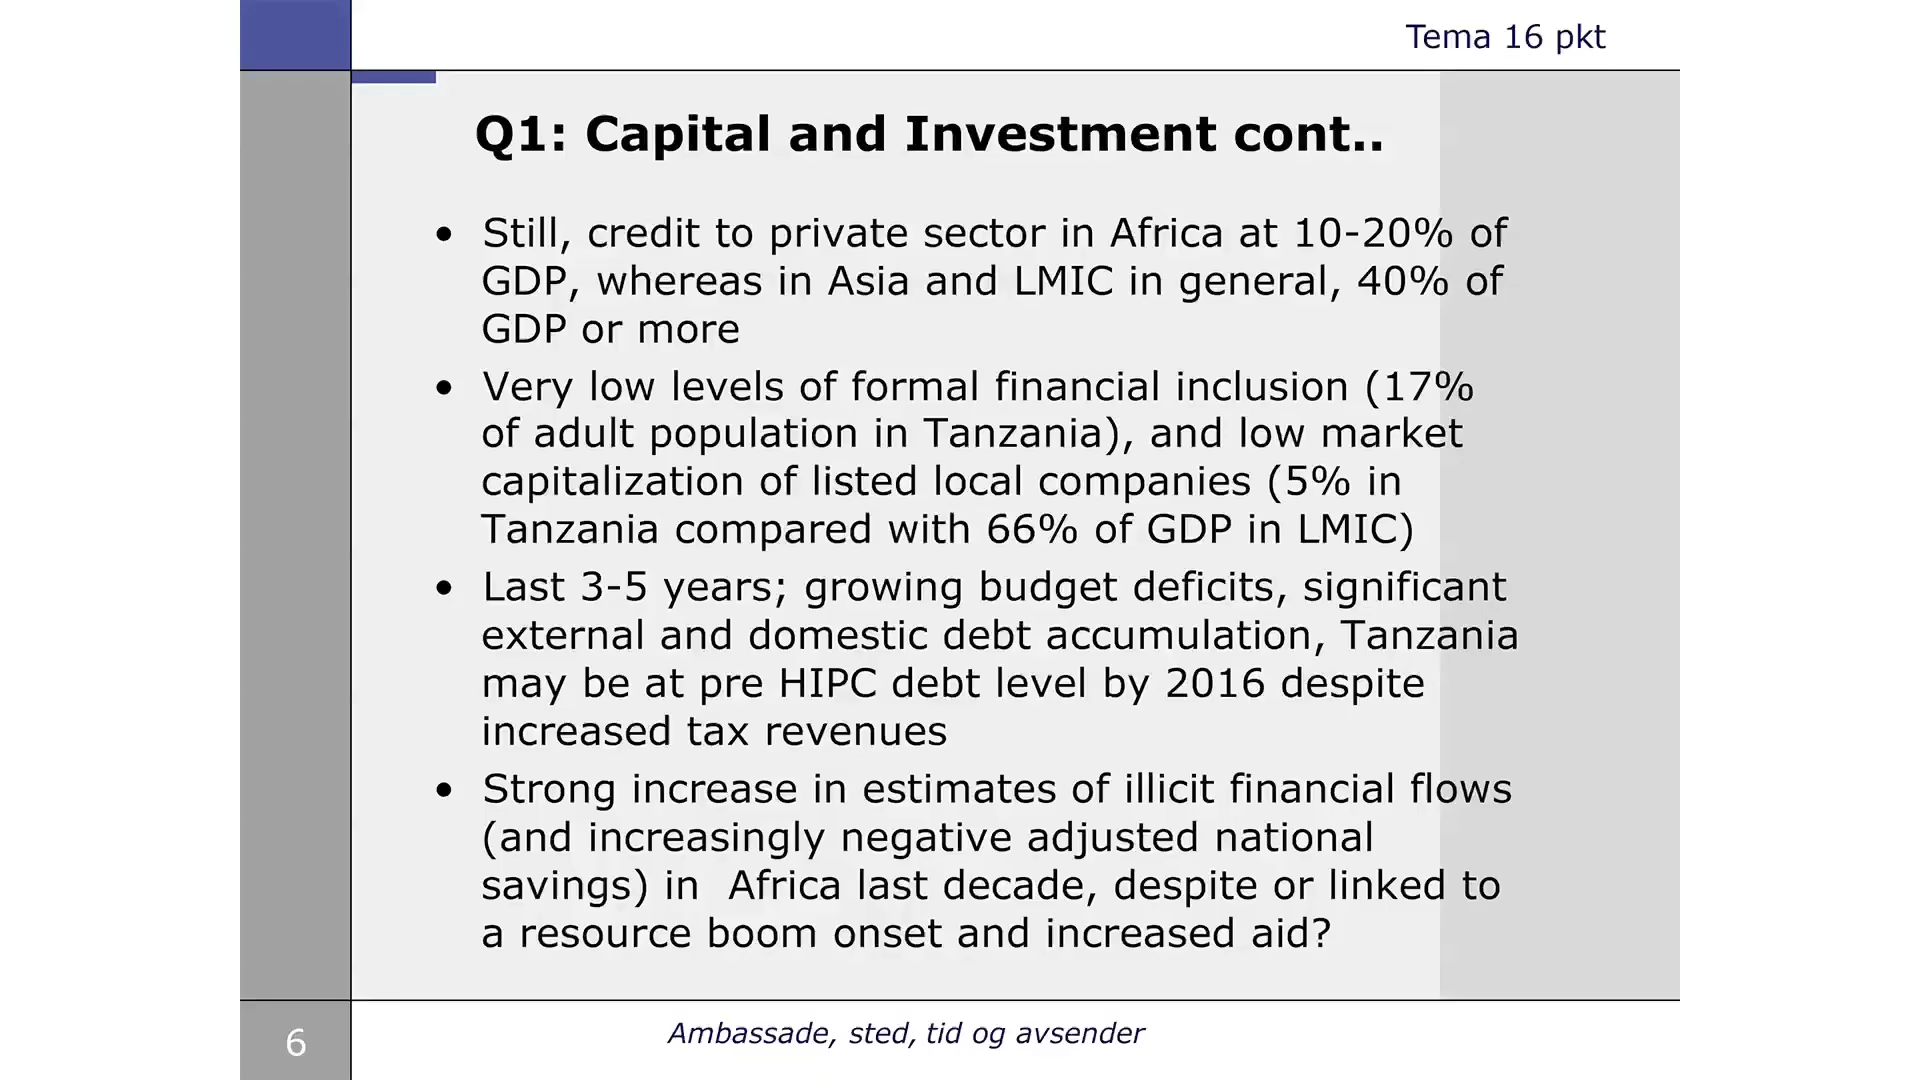 Tema 16 pkt
Q1: Capital and Investment cont..
• Still, credit to private sector in Africa at 10-20% of
GDP, whereas in Asia and LMIC in general, 40% of
GDP or more
• Very low levels of formal financial inclusion (17%
of adult population in Tanzania), and low market
capitalization of listed local companies (5% in
Tanzania compared with 66% of GDP in LMIC)
• Last 3-5 years; growing budget deficits, significant
external and domestic debt accumulation, Tanzania
may be at pre HIPC debt level by 2016 despite
increased tax revenues
• Strong increase in estimates of illicit financial flows
(and increasingly negative adjusted national
savings) in  Africa last decade, despite or linked to
a resource boom onset and increased aid?
6
Ambassade, sted, tid og avsender